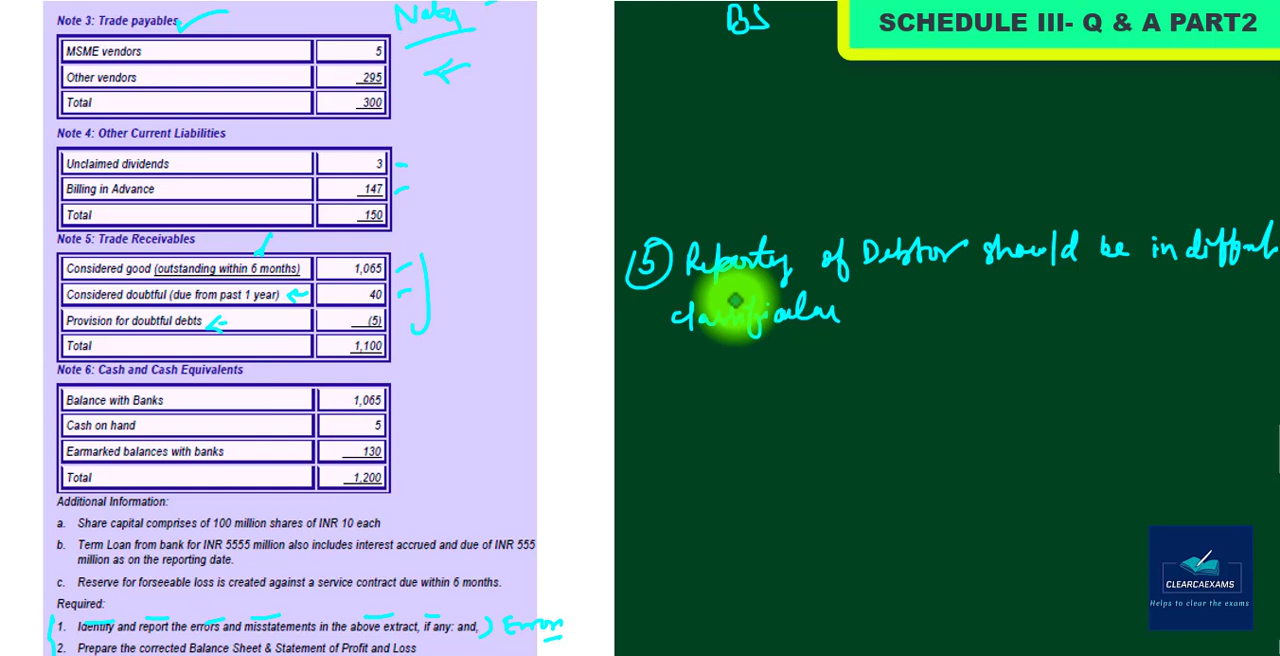 Note 3: Trade payables
MSME vendors 5
Other vendors 295
Total 300
Note 4: Other Current Liabilities
Unclaimed dividends 3
Billing in Advance 147
Total 150
Note 5: Trade Receivables
Considered good (outstanding within 6 months) 1,065
Considered doubtful (due from past 1 year) 40
Provision for doubtful debts (5)
Total 1,100
Note 6: Cash and Cash Equivalents
Balance with Banks 1,065
Cash on hand 5
Earmarked balances with banks 130
Total 1,200
Additional Information:
a. Share capital comprises of 100 million shares of INR 10 each
b. Term Loan from bank for INR 5555 million also includes interest accrued and due of INR 555
million as on the reporting date.
c. Reserve for forseeable loss is created against a service contract due within 6 months.
Required:
1. Identify and report the errors and misstatements in the above extract, if any: and,
2. Prepare the corrected Balance Sheet & Statement of Profit and Loss
Error
BS
SCHEDULE III- Q & A PART2
(5) of Debtor should be in
CLEARCAEXAMS
Helps to clear the exams